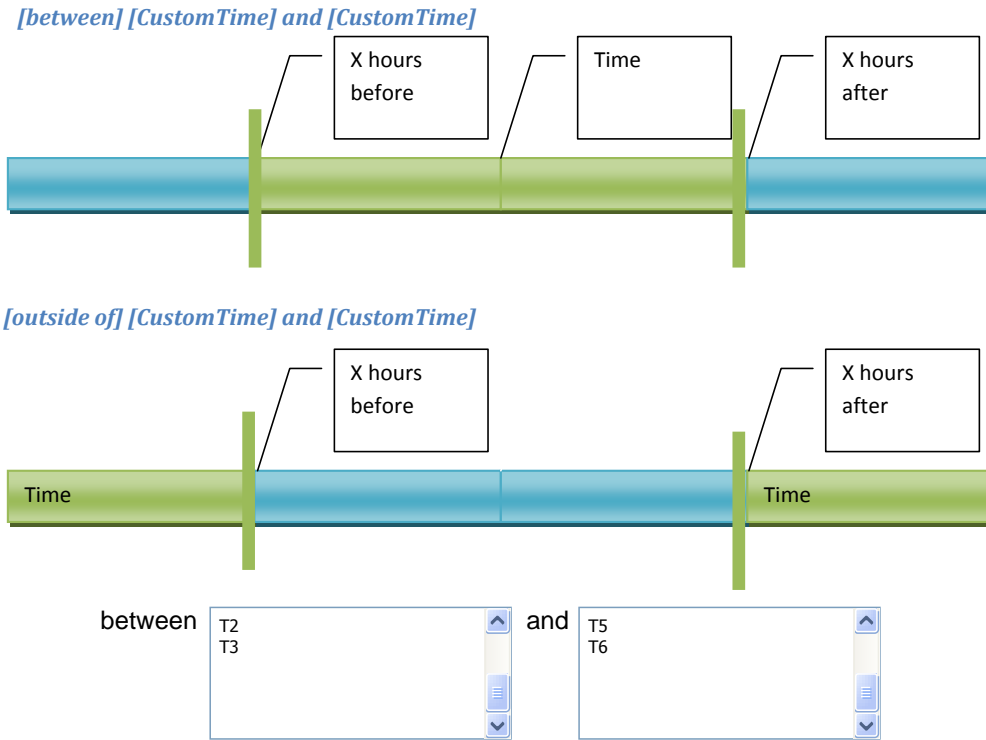 [between] [CustomTime] and [CustomTime]
X hours
before
Time
X hours
after
[outside of] [CustomTime] and [CustomTime]
X hours
before
X hours
after
Time
Time
between
T2
T3
and
T5
T6